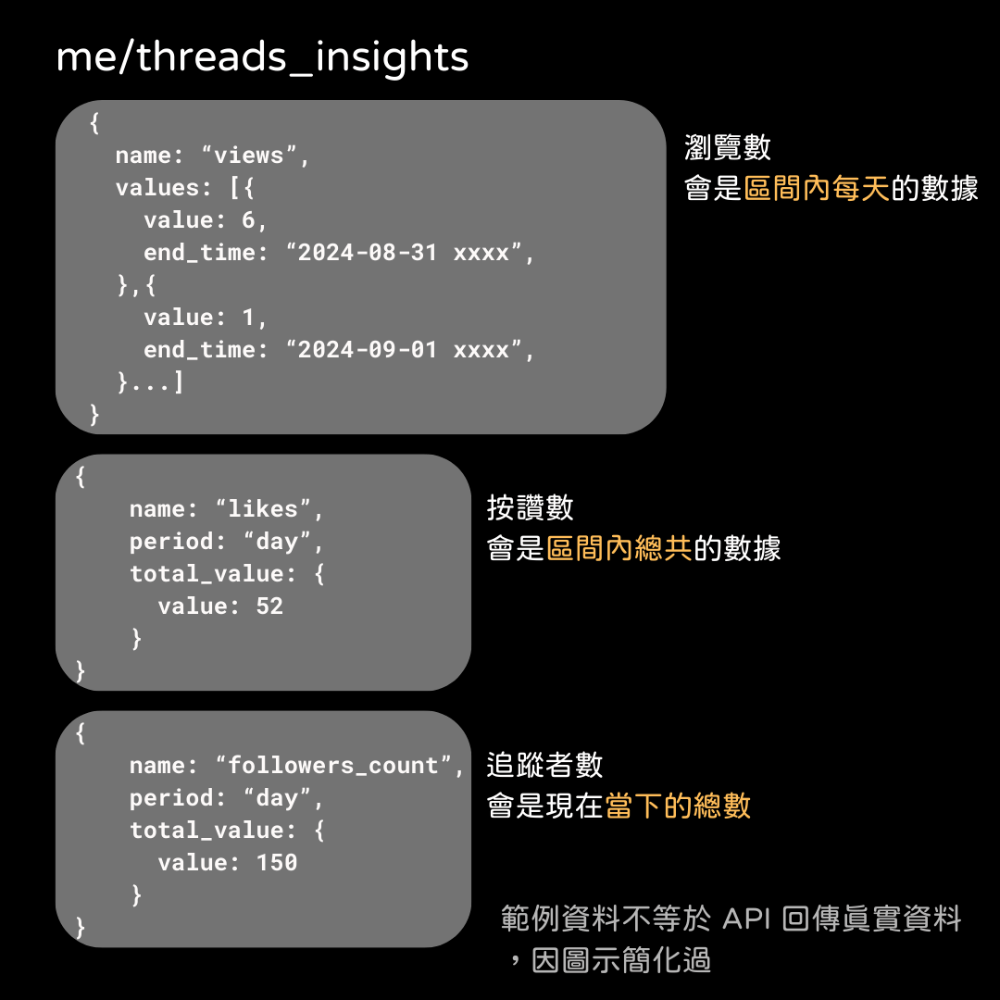 me/threads_insights
{
name: “views”,
values: [{
value: 6,
end_time: “2024-08-31 xxxx”,
},{
value: 1,
end_time: “2024-09-01 xxxx”,
}...]
}
瀏覽數
會是區間內每天的數據
{
name: “likes”,
period: “day”,
total_value: {
value: 52
}
}
按讚數
會是區間內總共的數據
{
name: “followers_count”,
period: “day”,
total_value: {
value: 150
}
}
追蹤者數
會是現在當下的總數
範例資料不等於 API 回傳真實資料
，因圖示簡化過